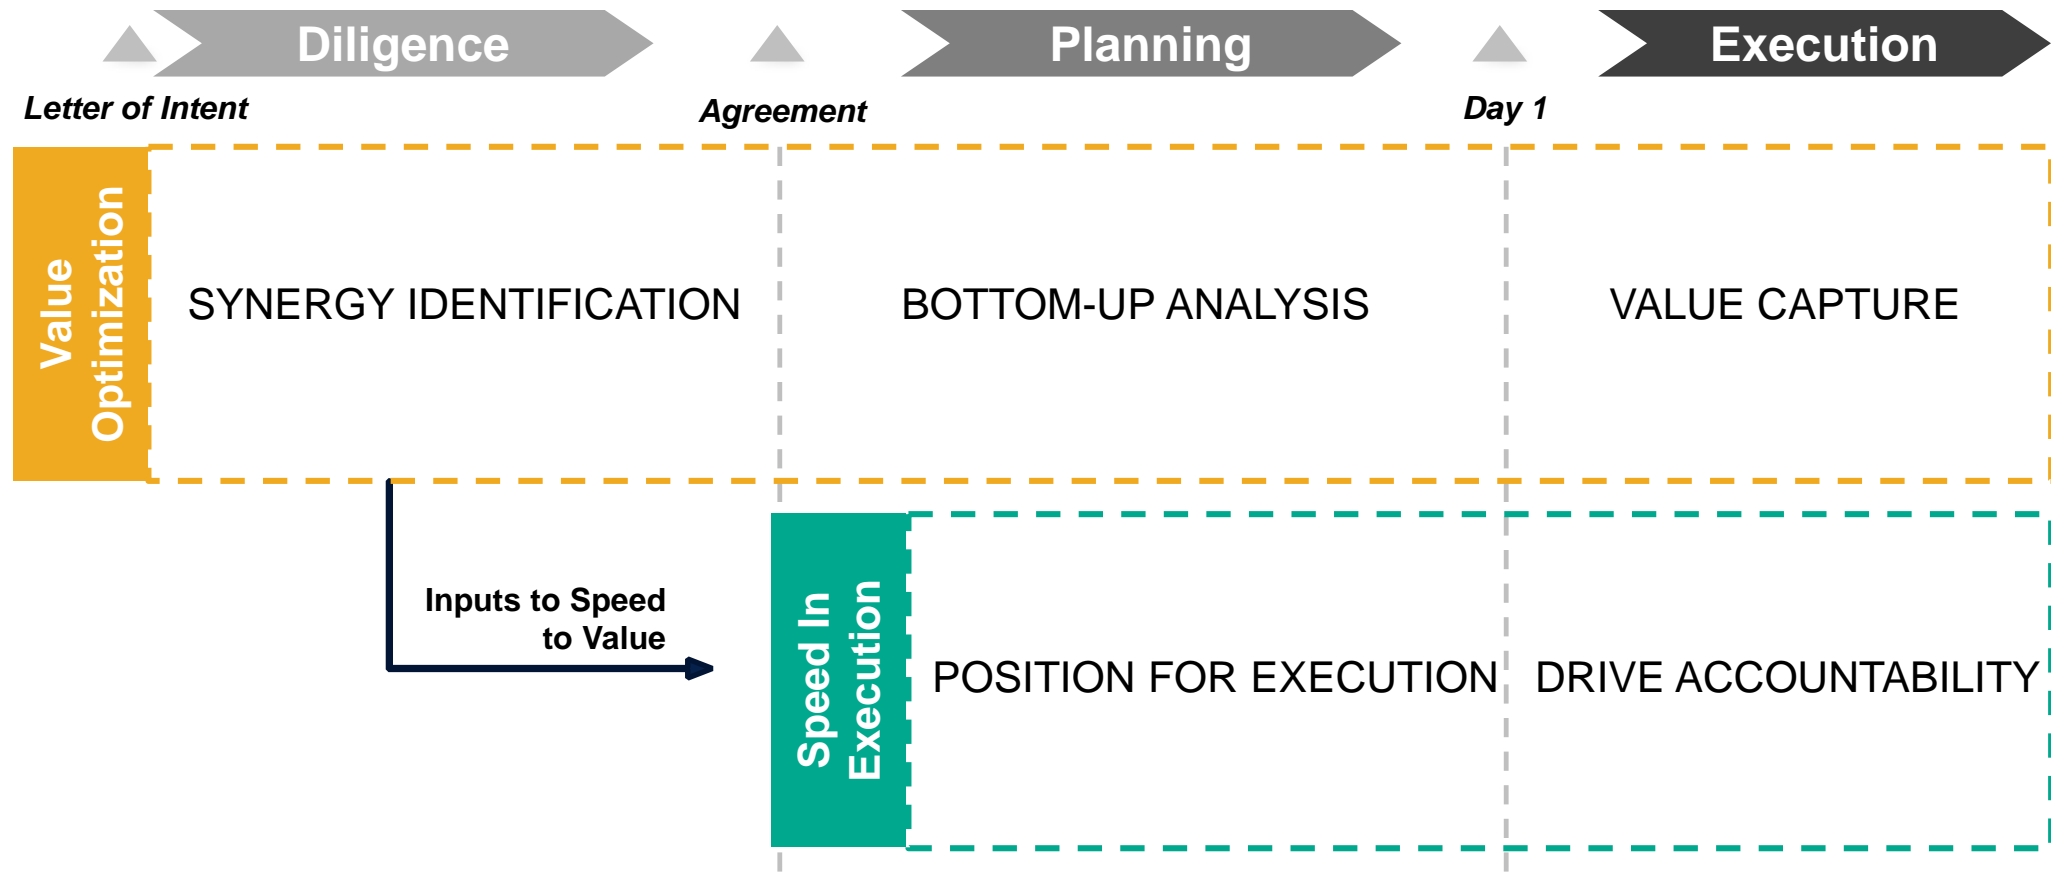 Diligence
Planning
Execution
Letter of Intent
Agreement
Day 1
Value
Optimization
SYNERGY IDENTIFICATION
BOTTOM-UP ANALYSIS
VALUE CAPTURE
Inputs to Speed
to Value
Speed In
Execution
POSITION FOR EXECUTION
DRIVE ACCOUNTABILITY